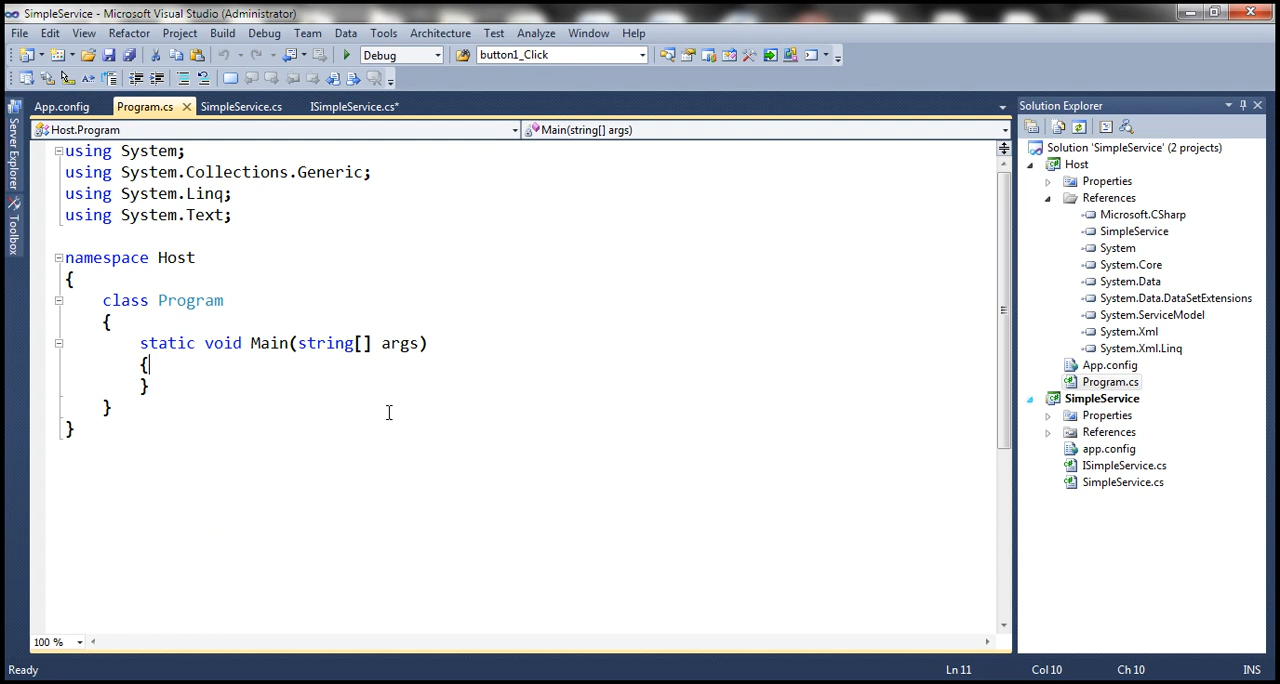 SimpleService - Microsoft Visual Studio (Administrator)
File Edit View Refactor Project Build Debug Team Data Tools Architecture Test Analyze Window Help
Debug button1_Click
App.config Program.cs SimpleService.cs ISimpleService.cs*
Host.Program Main(string[] args)
using System;
using System.Collections.Generic;
using System.Linq;
using System.Text;
namespace Host
{
class Program
{
static void Main(string[] args)
{
}
}
}
100 %
Server Explorer
Toolbox
Solution Explorer
Solution 'SimpleService' (2 projects)
Host
Properties
References
Microsoft.CSharp
SimpleService
System
System.Core
System.Data
System.Data.DataSetExtensions
System.ServiceModel
System.Xml
System.Xml.Linq
App.config
Program.cs
SimpleService
Properties
References
app.config
ISimpleService.cs
SimpleService.cs
Ready Ln 11 Col 10 Ch 10 INS